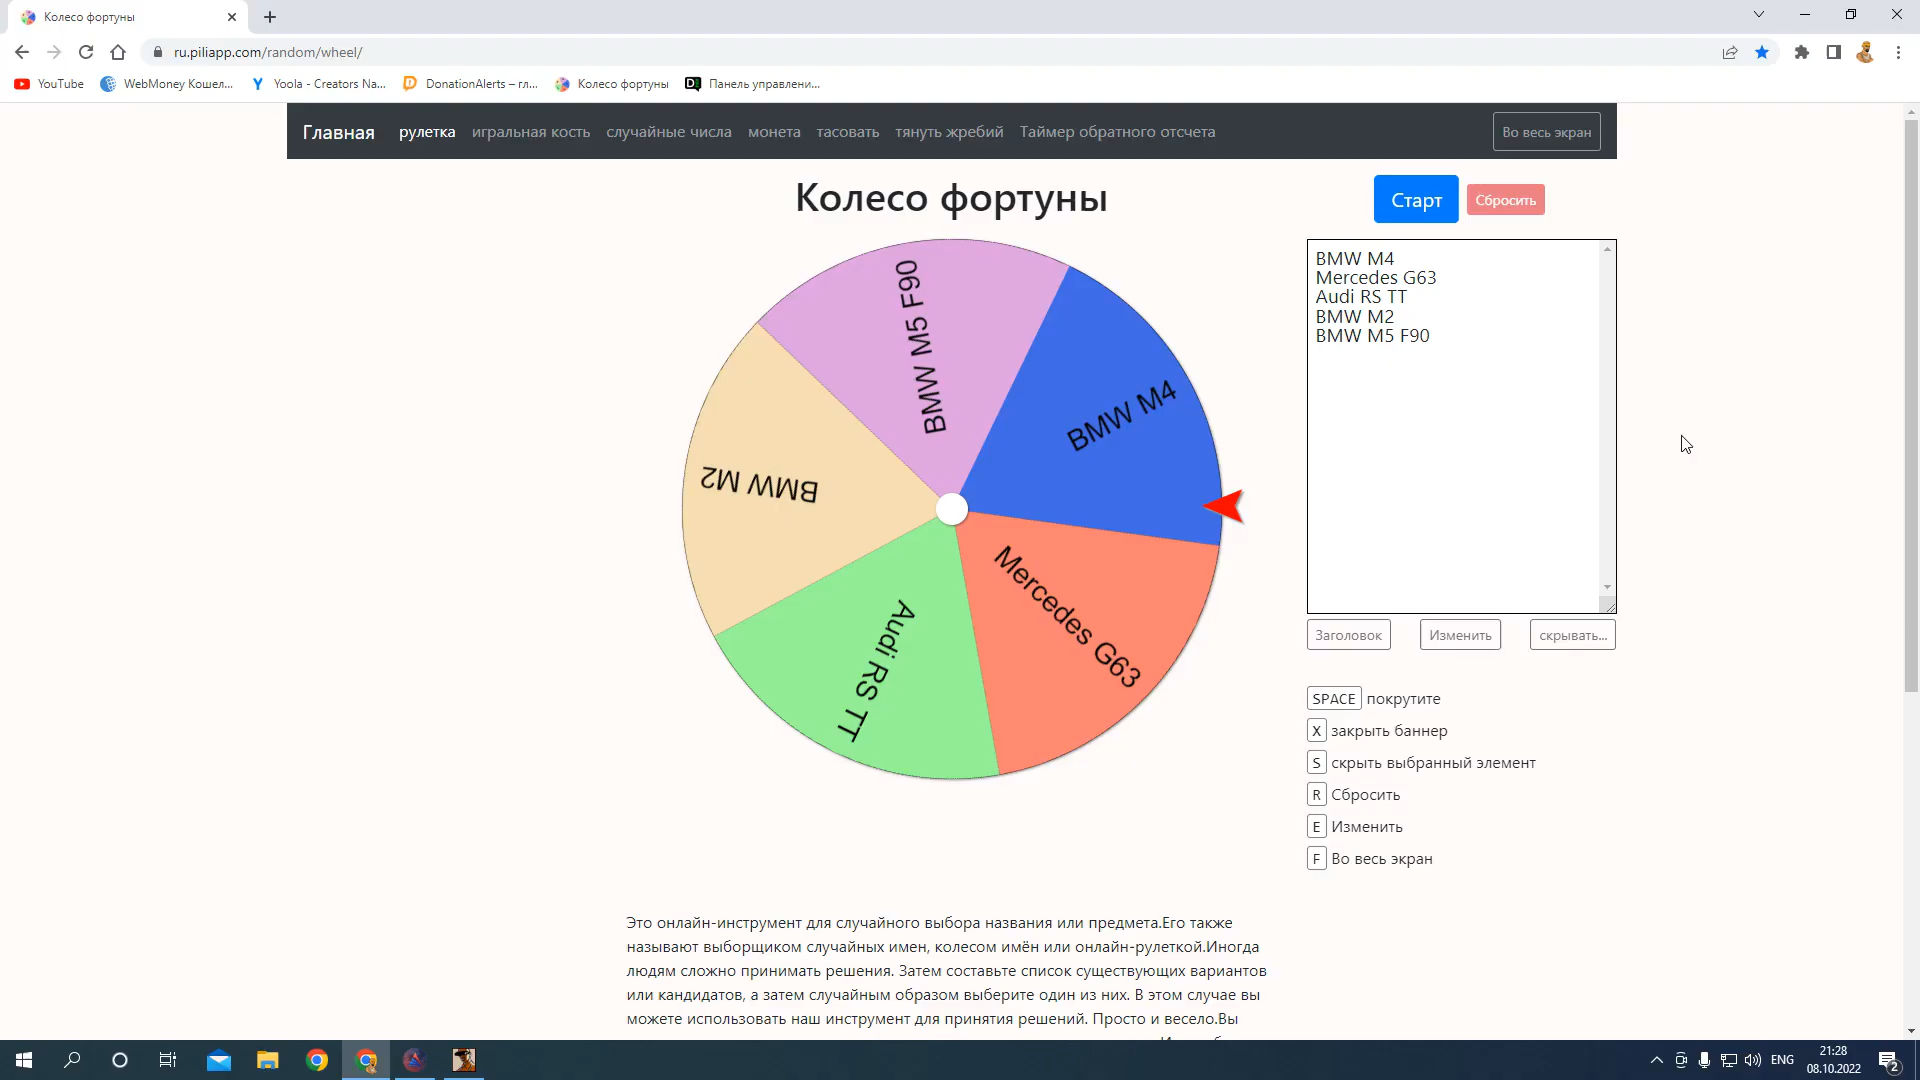 Колесо фортуны
ru.piliapp.com/random/wheel/
YouTube
WebMoney Кошел...
Yoola - Creators Na...
DonationAlerts – гл...
Колесо фортуны
Панель управлени...
Главная
рулетка
игральная кость
случайные числа
монета
тасовать
тянуть жребий
Таймер обратного отсчета
Во весь экран
Колесо фортуны
Старт
Сбросить
BMW M5 F90
BMW M4
BMW M2
Mercedes G63
Audi RS TT
BMW M4
Mercedes G63
Audi RS TT
BMW M2
BMW M5 F90
Заголовок
Изменить
скрывать...
SPACE покрутите
X закрыть баннер
S скрыть выбранный элемент
R Сбросить
E Изменить
F Во весь экран
Это онлайн-инструмент для случайного выбора названия или предмета.Его также
называют выборщиком случайных имен, колесом имён или онлайн-рулеткой.Иногда
людям сложно принимать решения. Затем составьте список существующих вариантов
или кандидатов, а затем случайным образом выберите один из них. В этом случае вы
можете использовать наш инструмент для принятия решений. Просто и весело.Вы
ENG
21:28
08.10.2022
2